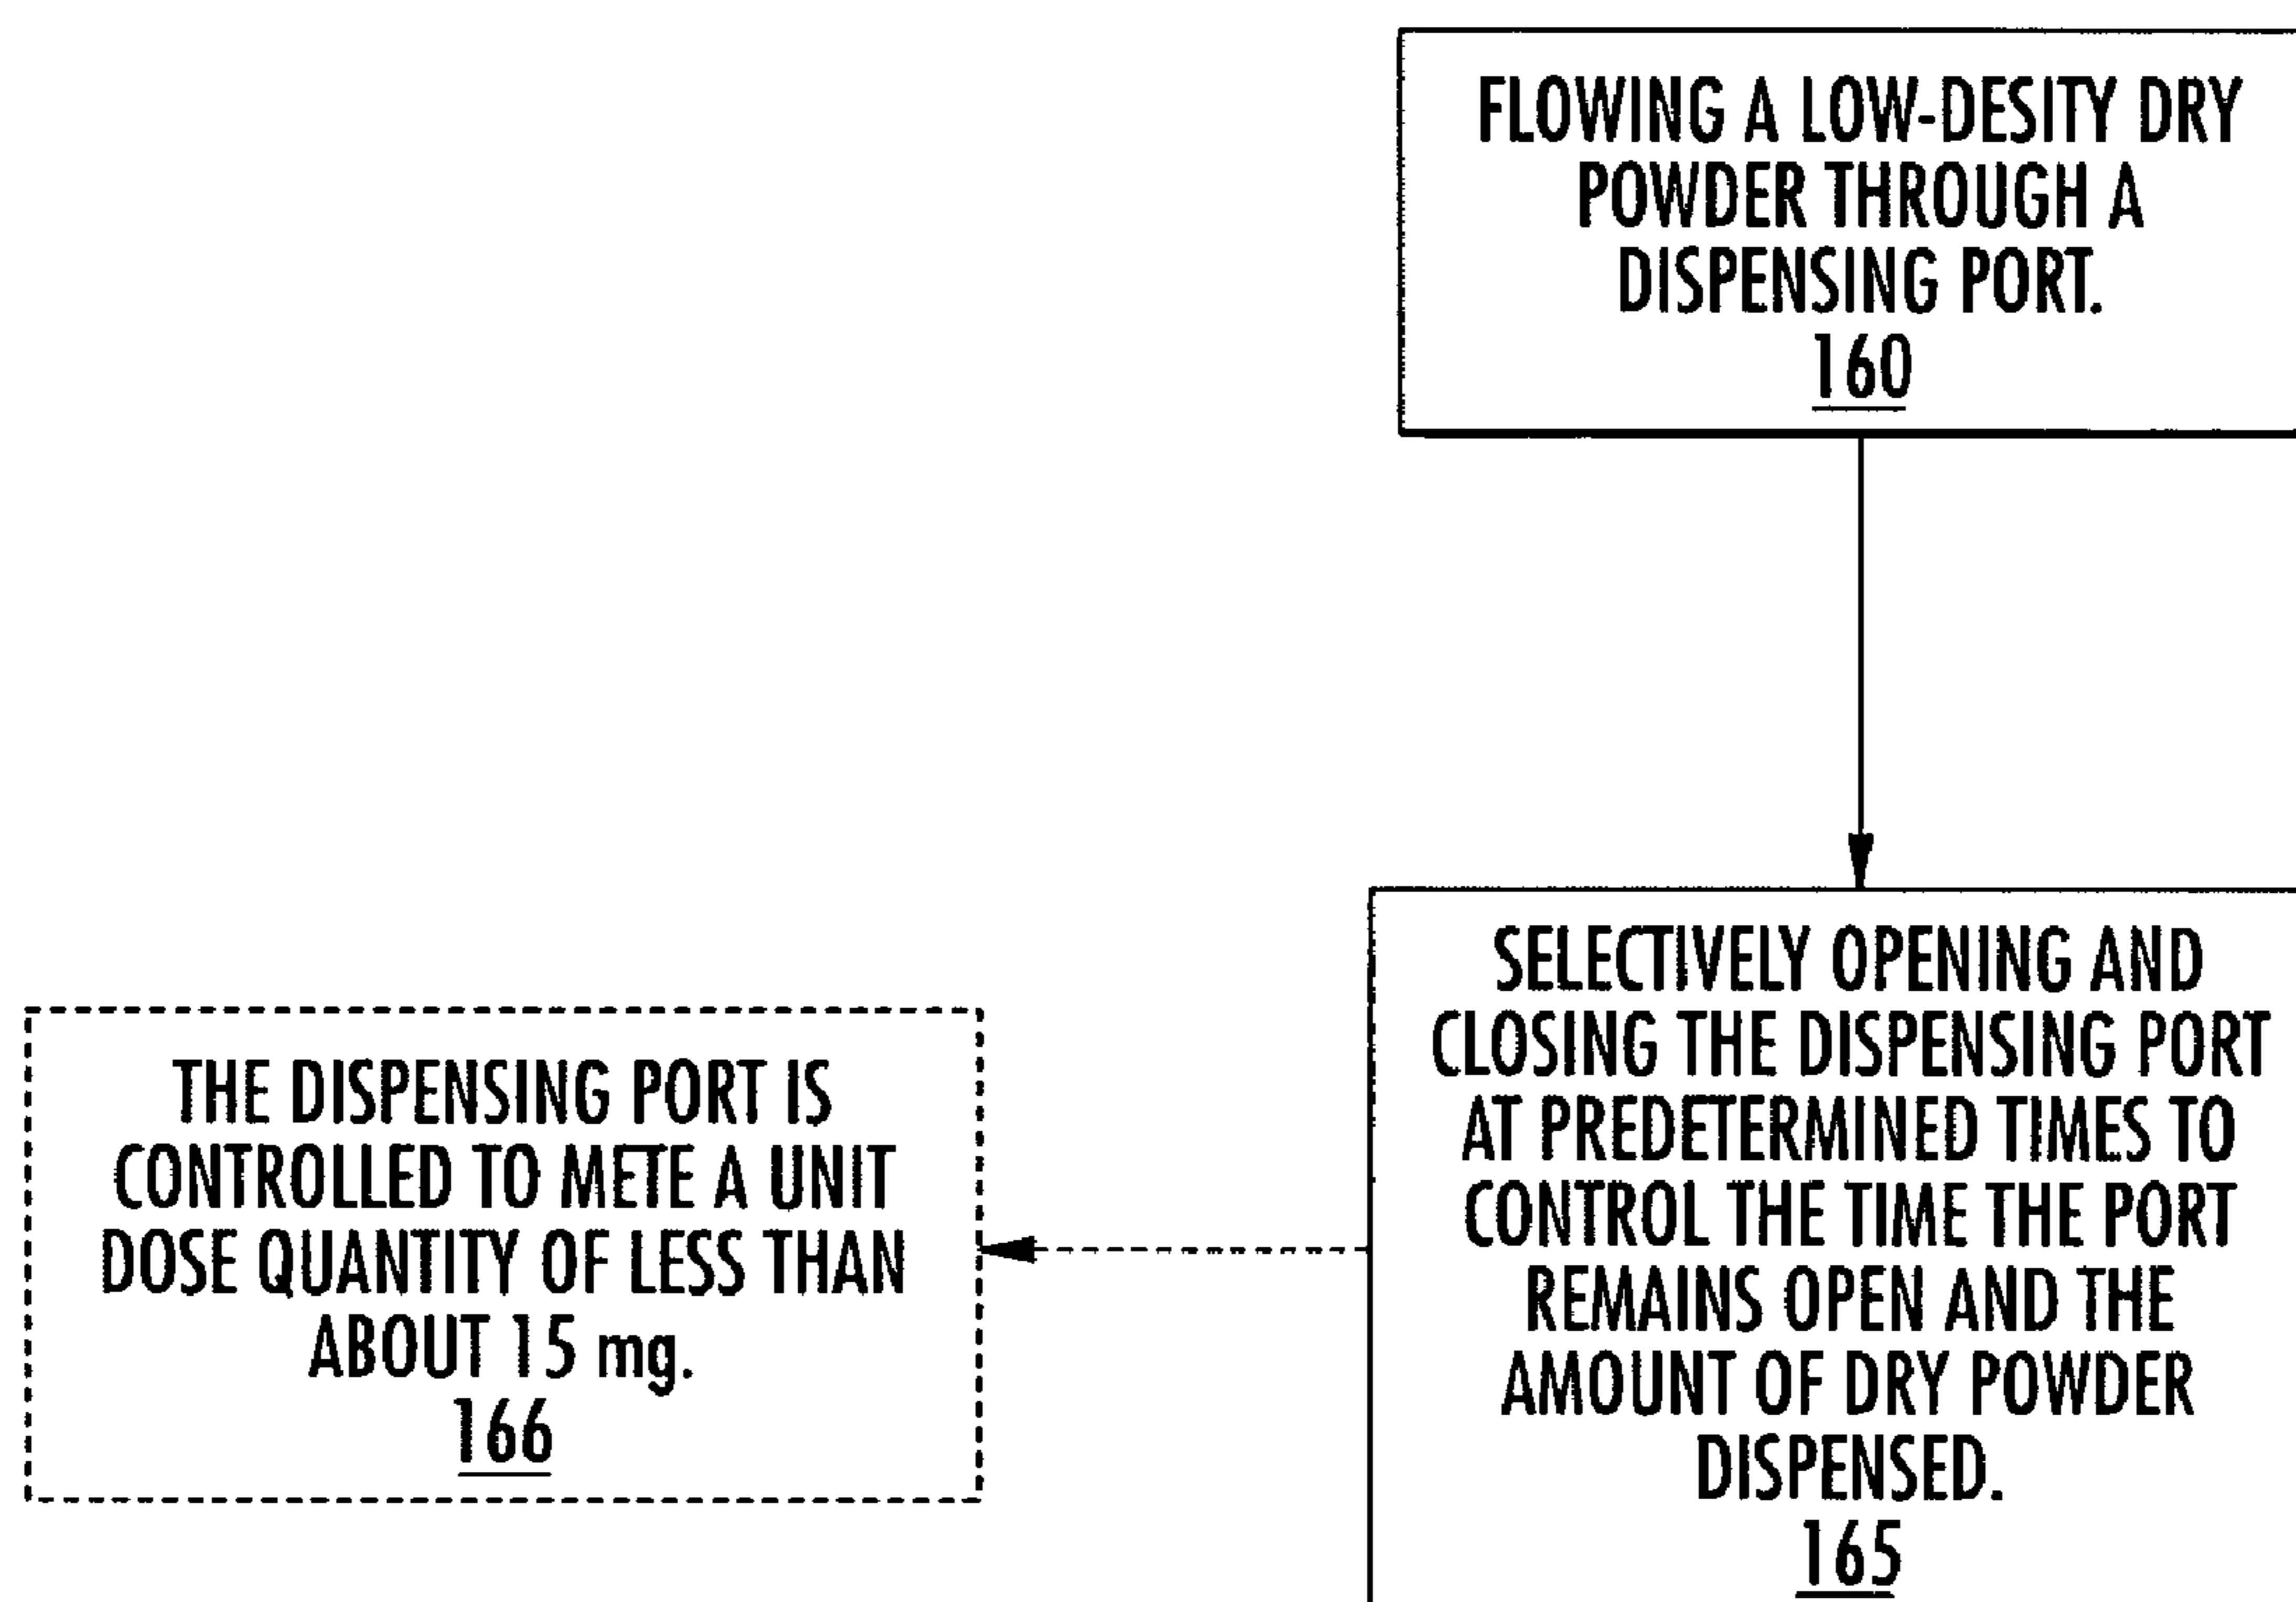 FLOWING A LOW-DESITY DRY
POWDER THROUGH A
DISPENSING PORT.
160
SELECTIVELY OPENING AND
CLOSING THE DISPENSING PORT
AT PREDETERMINED TIMES TO
CONTROL THE TIME THE PORT
REMAINS OPEN AND THE
AMOUNT OF DRY POWDER
DISPENSED.
165
THE DISPENSING PORT IS
CONTROLLED TO METE A UNIT
DOSE QUANTITY OF LESS THAN
ABOUT 15 mg.
166